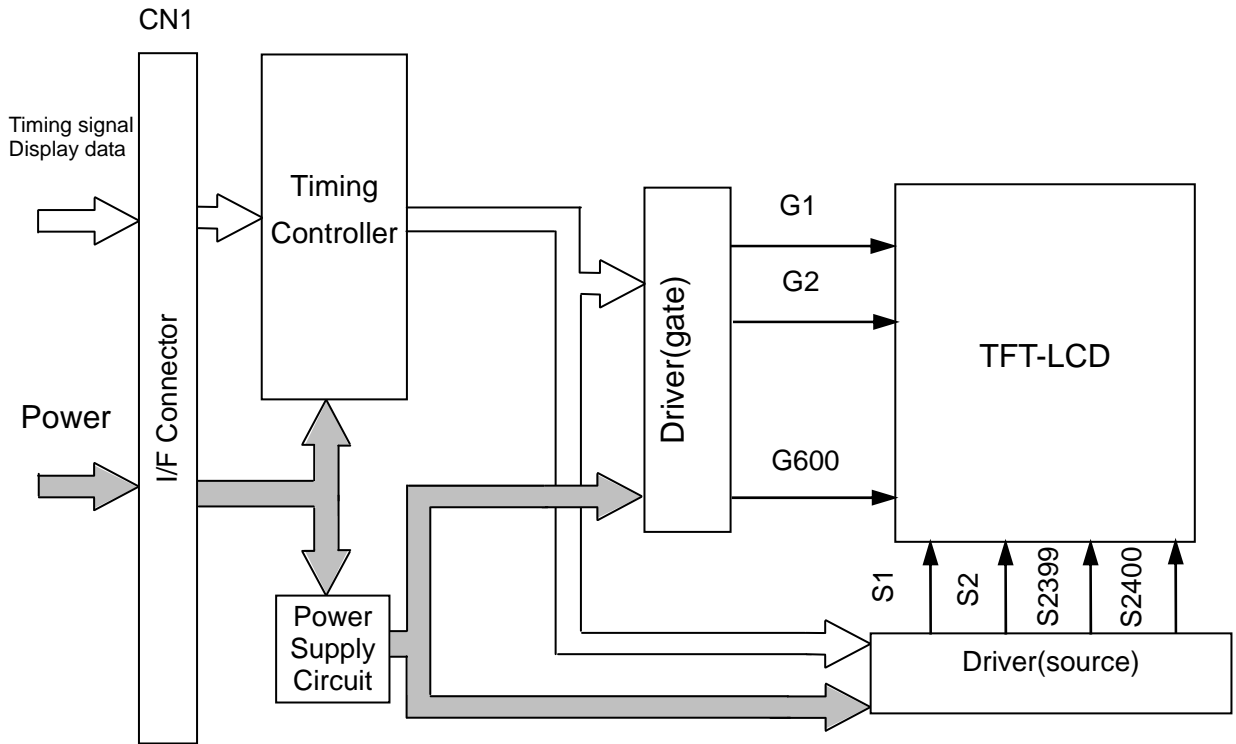 CN1
Timing signal
Display data
Power
I/F Connector
Timing
Controller
Power
Supply
Circuit
Driver(gate)
G1
G2
G600
TFT-LCD
S1
S2
S2399
S2400
Driver(source)